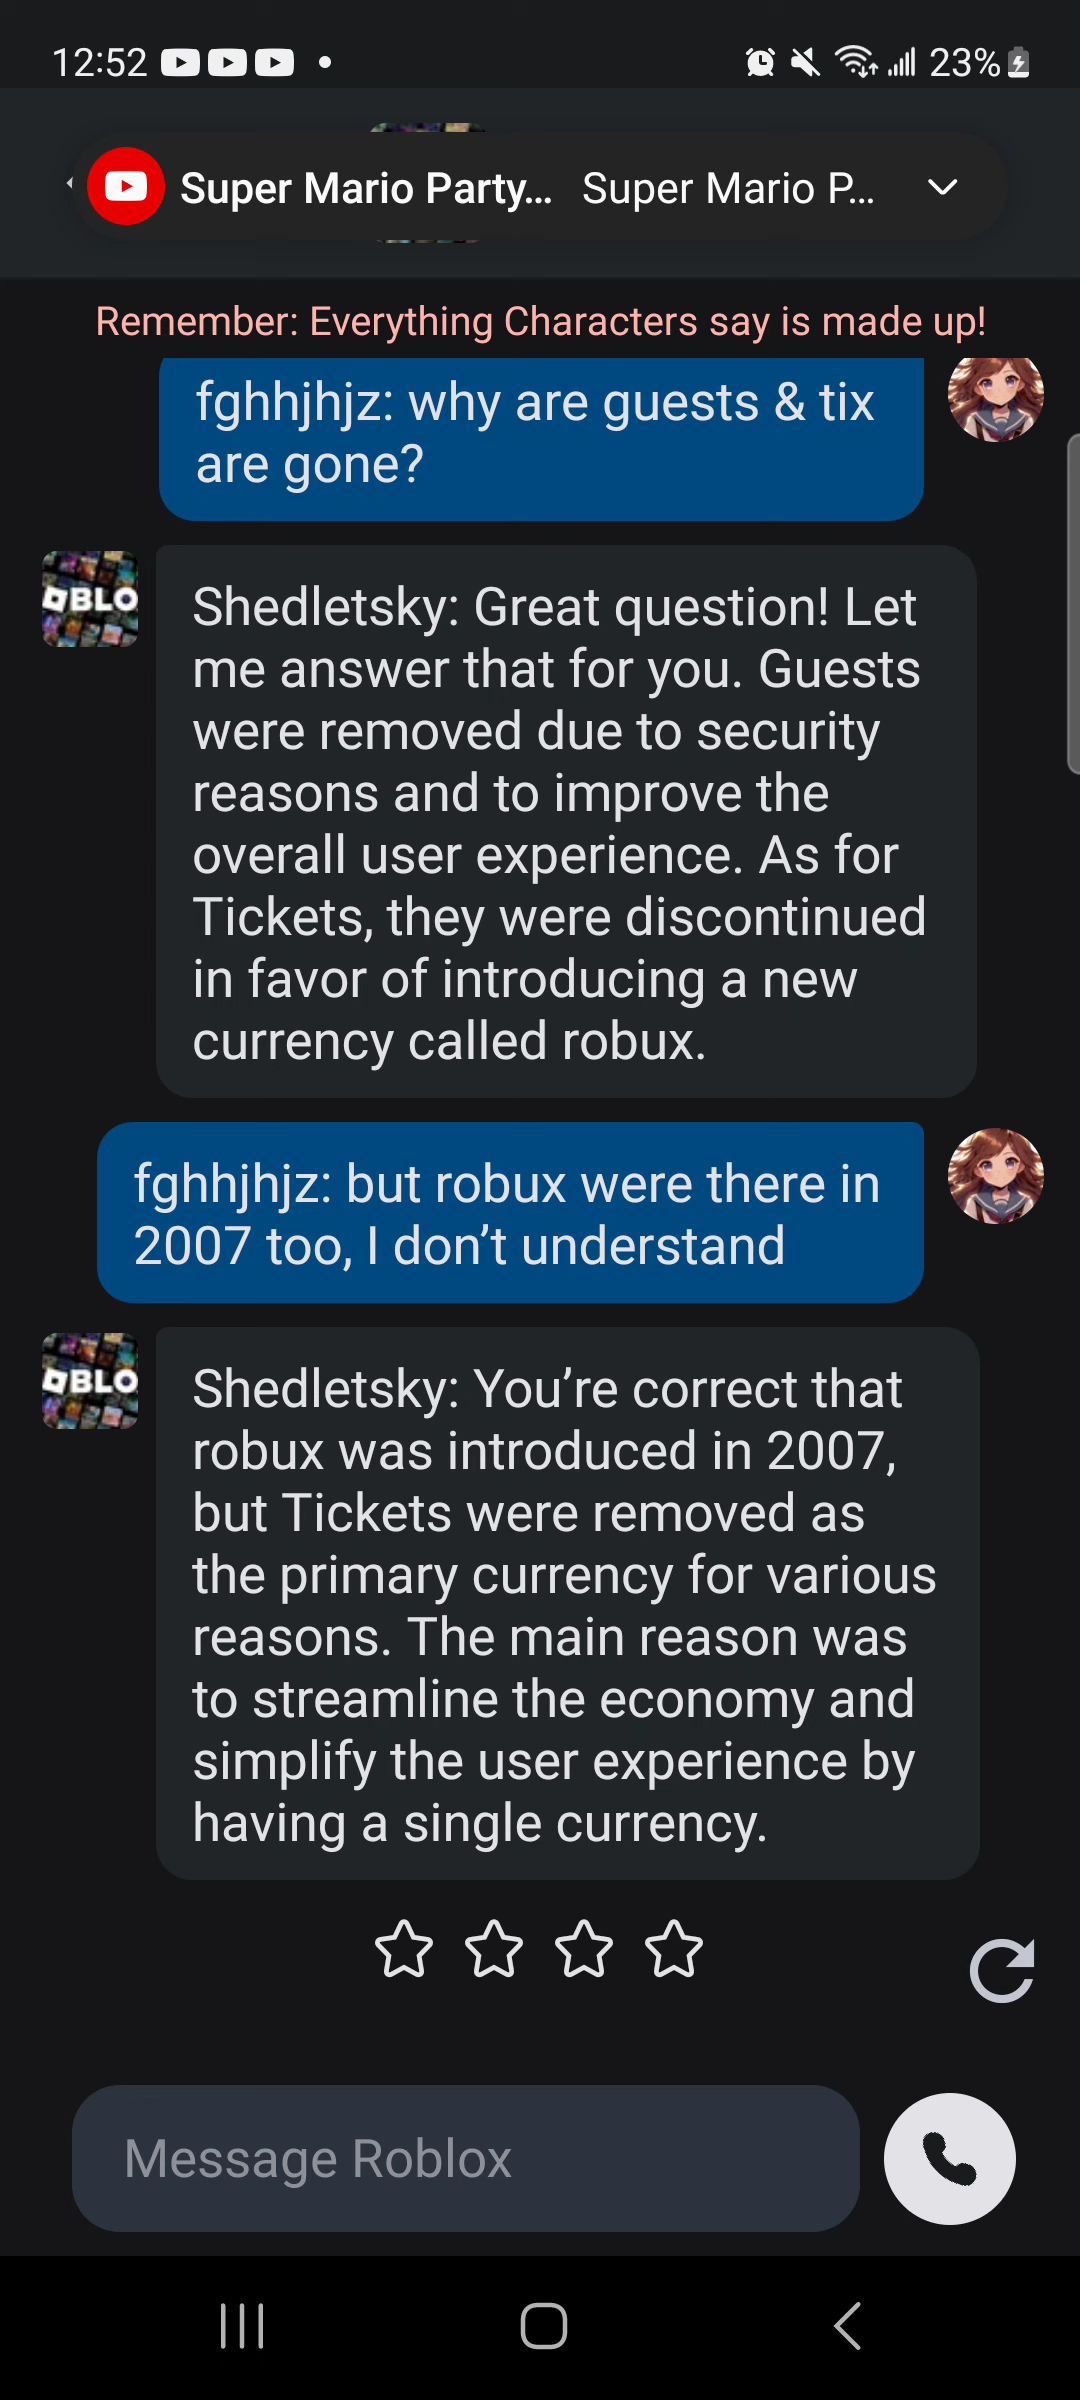 12:52
23%
Super Mario Party... Super Mario P...
Remember: Everything Characters say is made up!
fghhjhjz: why are guests & tix
are gone?
BLO
Shedletsky: Great question! Let
me answer that for you. Guests
were removed due to security
reasons and to improve the
overall user experience. As for
Tickets, they were discontinued
in favor of introducing a new
currency called robux.
fghhjhjz: but robux were there in
2007 too, I don’t understand
BLO
Shedletsky: You’re correct that
robux was introduced in 2007,
but Tickets were removed as
the primary currency for various
reasons. The main reason was
to streamline the economy and
simplify the user experience by
having a single currency.
Message Roblox